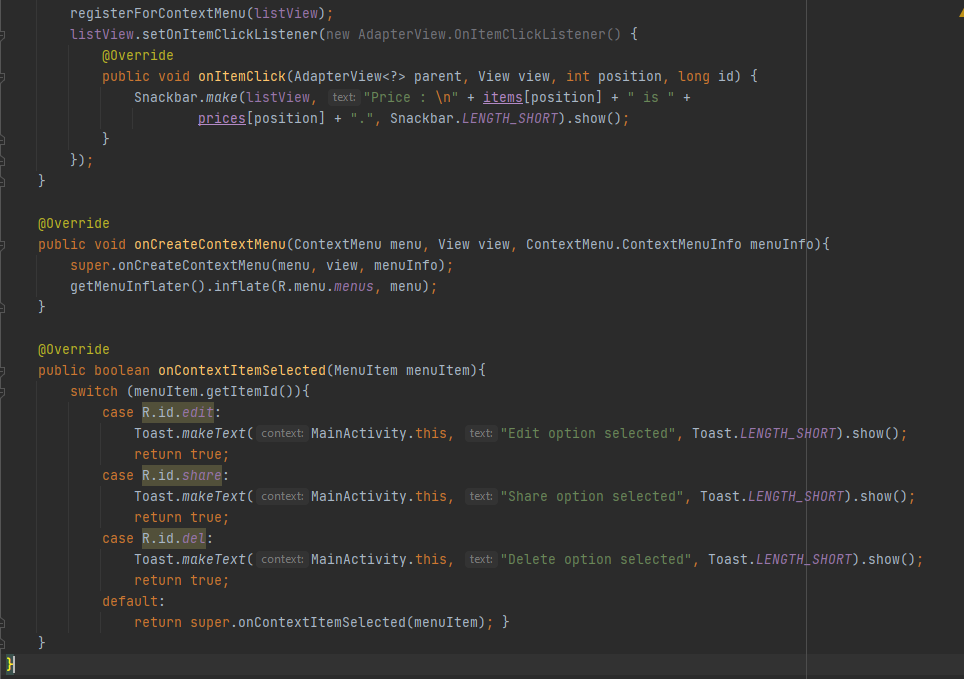 registerForContextMenu(listView);
listView.setOnItemClickListener(new AdapterView.OnItemClickListener() {
@Override
public void onItemClick(AdapterView<?> parent, View view, int position, long id) {
Snackbar.make(listView, text: "Price : \n" + items[position] + " is " +
prices[position] + ".", Snackbar.LENGTH_SHORT).show();
}
});
}
@Override
public void onCreateContextMenu(ContextMenu menu, View view, ContextMenu.ContextMenuInfo menuInfo){
super.onCreateContextMenu(menu, view, menuInfo);
getMenuInflater().inflate(R.menu.menus, menu);
}
@Override
public boolean onContextItemSelected(MenuItem menuItem){
switch (menuItem.getItemId()){
case R.id.edit:
Toast.makeText( context: MainActivity.this, text: "Edit option selected", Toast.LENGTH_SHORT).show();
return true;
case R.id.share:
Toast.makeText( context: MainActivity.this, text: "Share option selected", Toast.LENGTH_SHORT).show();
return true;
case R.id.del:
Toast.makeText( context: MainActivity.this, text: "Delete option selected", Toast.LENGTH_SHORT).show();
return true;
default:
return super.onContextItemSelected(menuItem); }
}
}